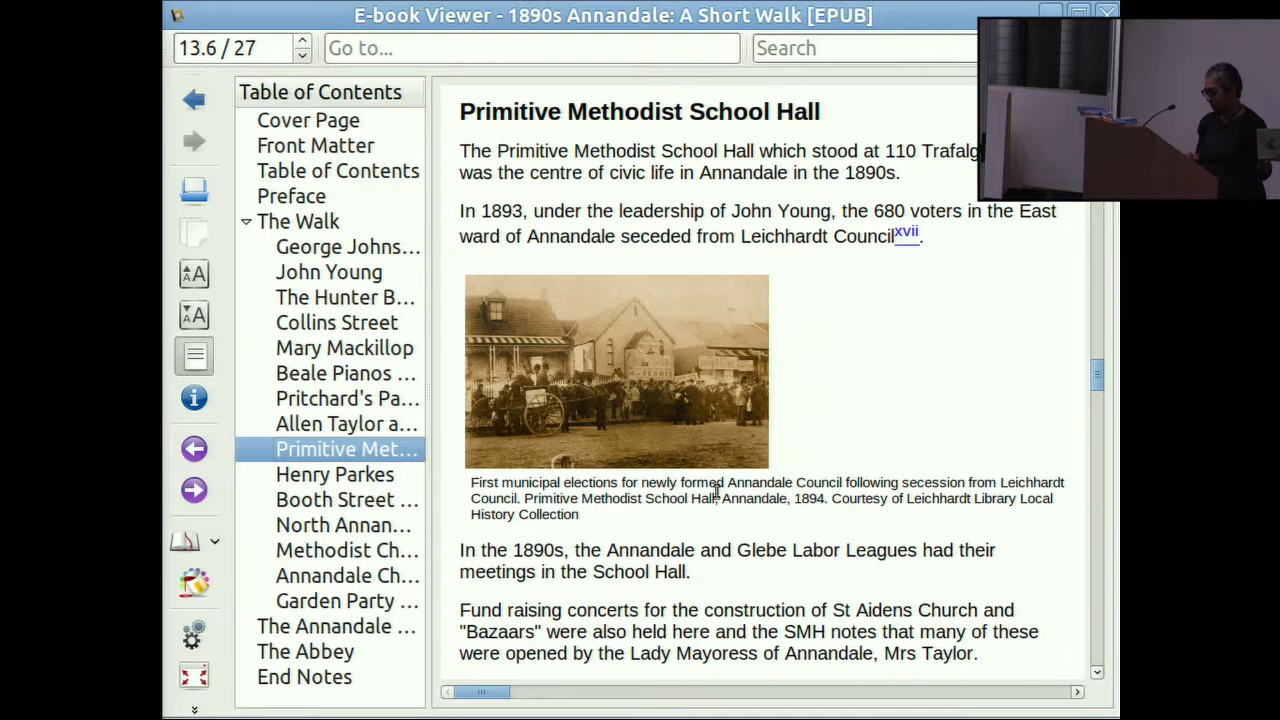 E-book Viewer - 1890s Annandale: A Short Walk [EPUB]
13.6 / 27
Go to...
Search
Table of Contents
Cover Page
Front Matter
Table of Contents
Preface
The Walk
George Johns...
John Young
The Hunter B...
Collins Street
Mary Mackillop
Beale Pianos ...
Pritchard's Pa...
Allen Taylor a...
Primitive Met...
Henry Parkes
Booth Street ...
North Annan...
Methodist Ch...
Annandale Ch...
Garden Party ...
The Annandale ...
The Abbey
End Notes
Primitive Methodist School Hall
The Primitive Methodist School Hall which stood at 110 Trafalg
was the centre of civic life in Annandale in the 1890s.
In 1893, under the leadership of John Young, the 680 voters in the East
ward of Annandale seceded from Leichhardt Councilxvii.
First municipal elections for newly formed Annandale Council following secession from Leichhardt
Council. Primitive Methodist School Hall, Annandale, 1894. Courtesy of Leichhardt Library Local
History Collection
In the 1890s, the Annandale and Glebe Labor Leagues had their
meetings in the School Hall.
Fund raising concerts for the construction of St Aidens Church and
"Bazaars" were also held here and the SMH notes that many of these
were opened by the Lady Mayoress of Annandale, Mrs Taylor.